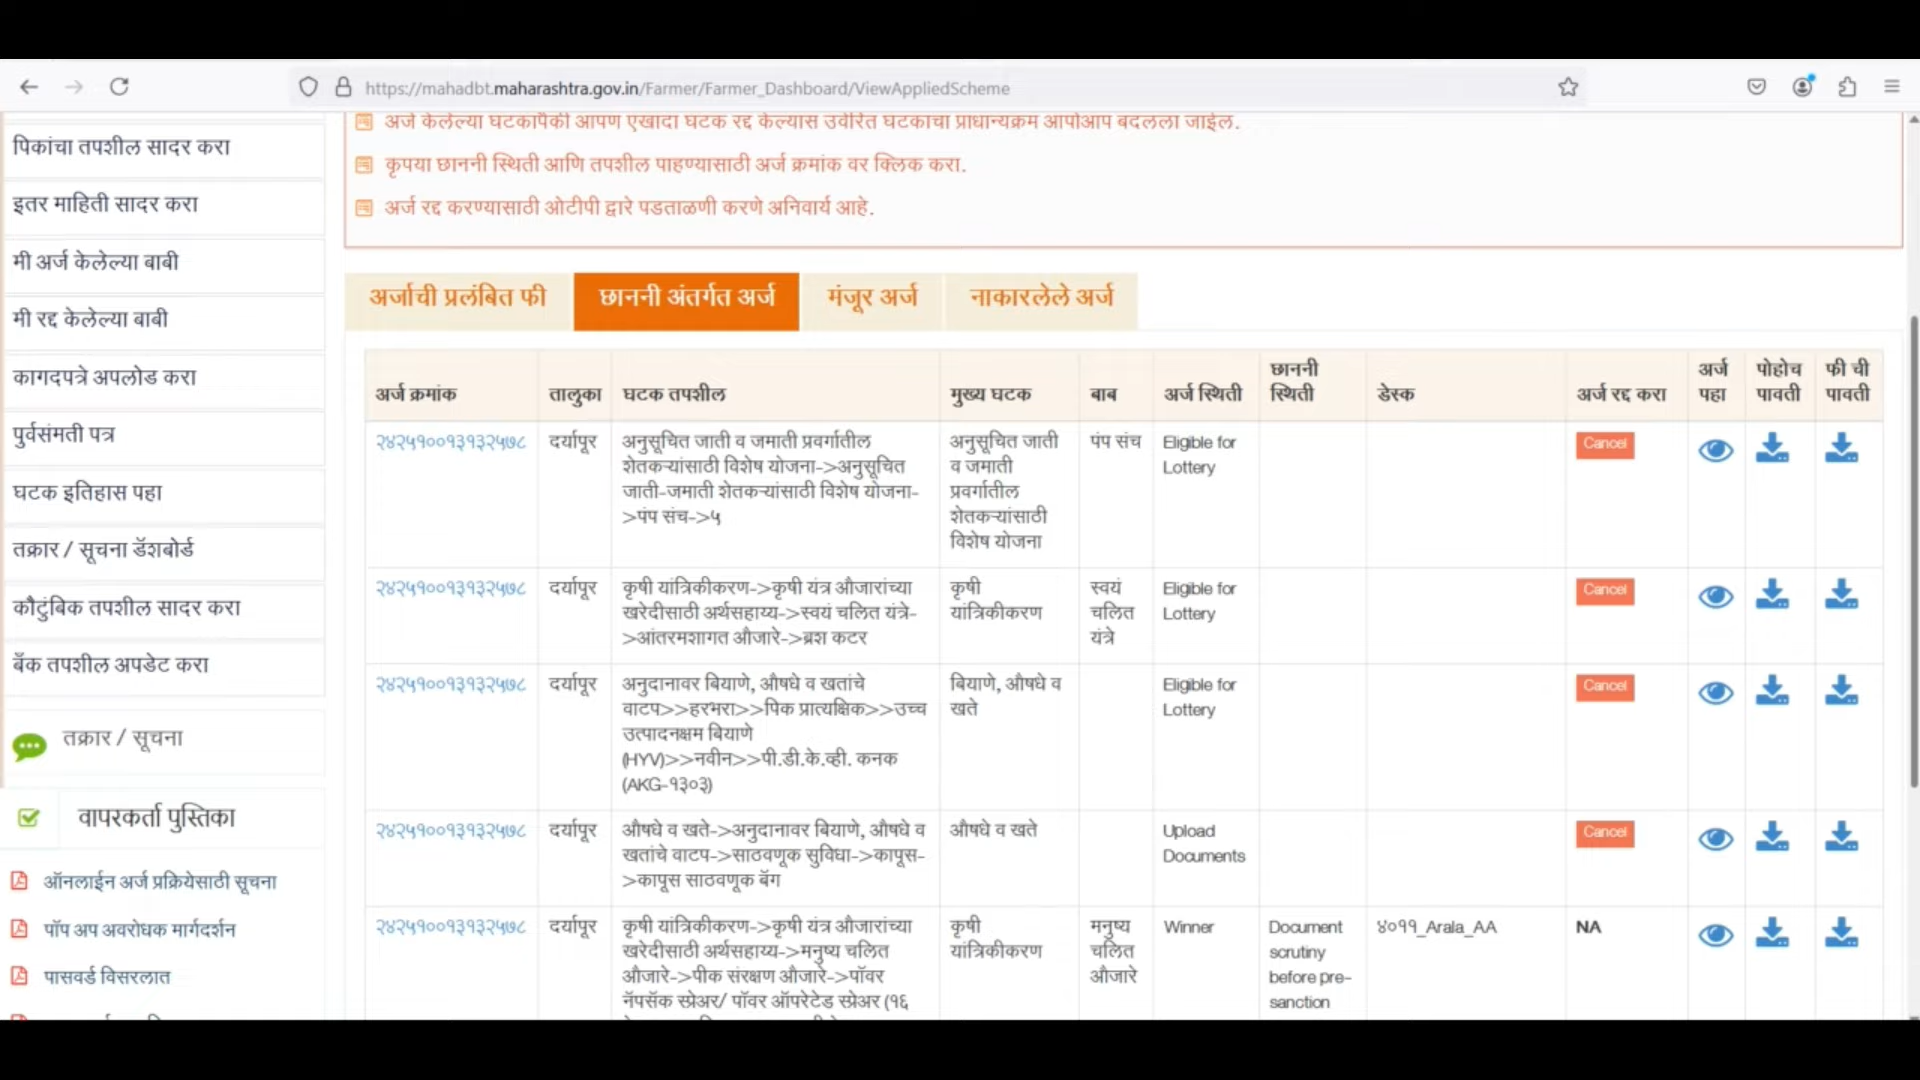 https://mahadbt.maharashtra.gov.in/Farmer/Farmer_Dashboard/ViewAppliedScheme
पिकांचा तपशील सादर करा
इतर माहिती सादर करा
मी अर्ज केलेल्या बाबी
मी रद्द केलेल्या बाबी
कागदपत्रे अपलोड करा
पुर्वसंमती पत्र
घटक इतिहास पहा
तक्रार / सूचना डॅशबोर्ड
कौटुंबिक तपशील सादर करा
बँक तपशील अपडेट करा
तक्रार / सूचना
वापरकर्ता पुस्तिका
ऑनलाईन अर्ज प्रक्रियेसाठी सूचना
पॉप अप अवरोधक मार्गदर्शन
पासवर्ड विसरलात
अर्ज केलेल्या घटकांपैकी आपण एखादा घटक रद्द केल्यास उर्वरित घटकांचा प्राधान्यक्रम आपोआप बदलला जाईल.
कृपया छाननी स्थिती आणि तपशील पाहण्यासाठी अर्ज क्रमांक वर क्लिक करा.
अर्ज रद्द करण्यासाठी ओटीपी द्वारे पडताळणी करणे अनिवार्य आहे.
अर्जाची प्रलंबित फी छाननी अंतर्गत अर्ज मंजूर अर्ज नाकारलेले अर्ज
अर्ज क्रमांक तालुका घटक तपशील मुख्य घटक बाब अर्ज स्थिती छाननी स्थिती डेस्क अर्ज रद्द करा अर्ज पहा पोहोच पावती फी ची पावती
२४२५१००१३१३२५७८ दर्यापूर अनुसूचित जाती व जमाती प्रवर्गातील अनुसूचित जाती पंप संच Eligible for Cancel
शेतकऱ्यांसाठी विशेष योजना->अनुसूचित व जमाती Lottery
जाती-जमाती शेतकऱ्यांसाठी विशेष योजना- प्रवर्गातील
>पंप संच->५ शेतकऱ्यांसाठी
विशेष योजना
२४२५१००१३१३२५७८ दर्यापूर कृषी यांत्रिकीकरण->कृषी यंत्र औजारांच्या कृषी स्वयं Eligible for Cancel
खरेदीसाठी अर्थसहाय्य->स्वयं चलित यंत्रे- यांत्रिकीकरण चलित Lottery
>आंतरमशागत औजारे->ब्रश कटर यंत्रे
२४२५१००१३१३२५७८ दर्यापूर अनुदानावर बियाणे, औषधे व खतांचे बियाणे, औषधे व Eligible for Cancel
वाटप>>हरभरा>>पिक प्रात्यक्षिक>>उच्च खते Lottery
उत्पादनक्षम बियाणे
(HYV)>>नवीन>>पी.डी.के.व्ही. कनक
(AKG-१३०३)
२४२५१००१३१३२५७८ दर्यापूर औषधे व खते->अनुदानावर बियाणे, औषधे व औषधे व खते Upload Cancel
खतांचे वाटप->साठवणूक सुविधा->कापूस- Documents
>कापूस साठवणूक बॅग
२४२५१००१३१३२५७८ दर्यापूर कृषी यांत्रिकीकरण->कृषी यंत्र औजारांच्या कृषी मनुष्य Winner Document ४०११_Arala_AA NA
खरेदीसाठी अर्थसहाय्य->मनुष्य चलित यांत्रिकीकरण चलित scrutiny
औजारे->पीक संरक्षण औजारे->पॉवर औजारे before pre-
नॅपसॅक स्प्रेअर/ पॉवर ऑपरेटेड स्प्रेअर (१६ sanction